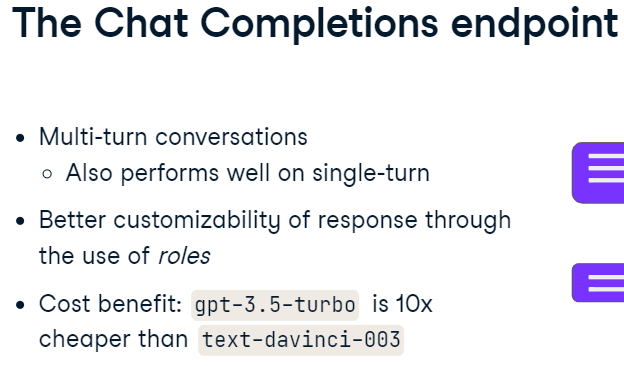 The Chat Completions endpoint
• Multi-turn conversations
◦ Also performs well on single-turn
• Better customizability of response through
the use of roles
• Cost benefit: gpt-3.5-turbo is 10x
cheaper than text-davinci-003